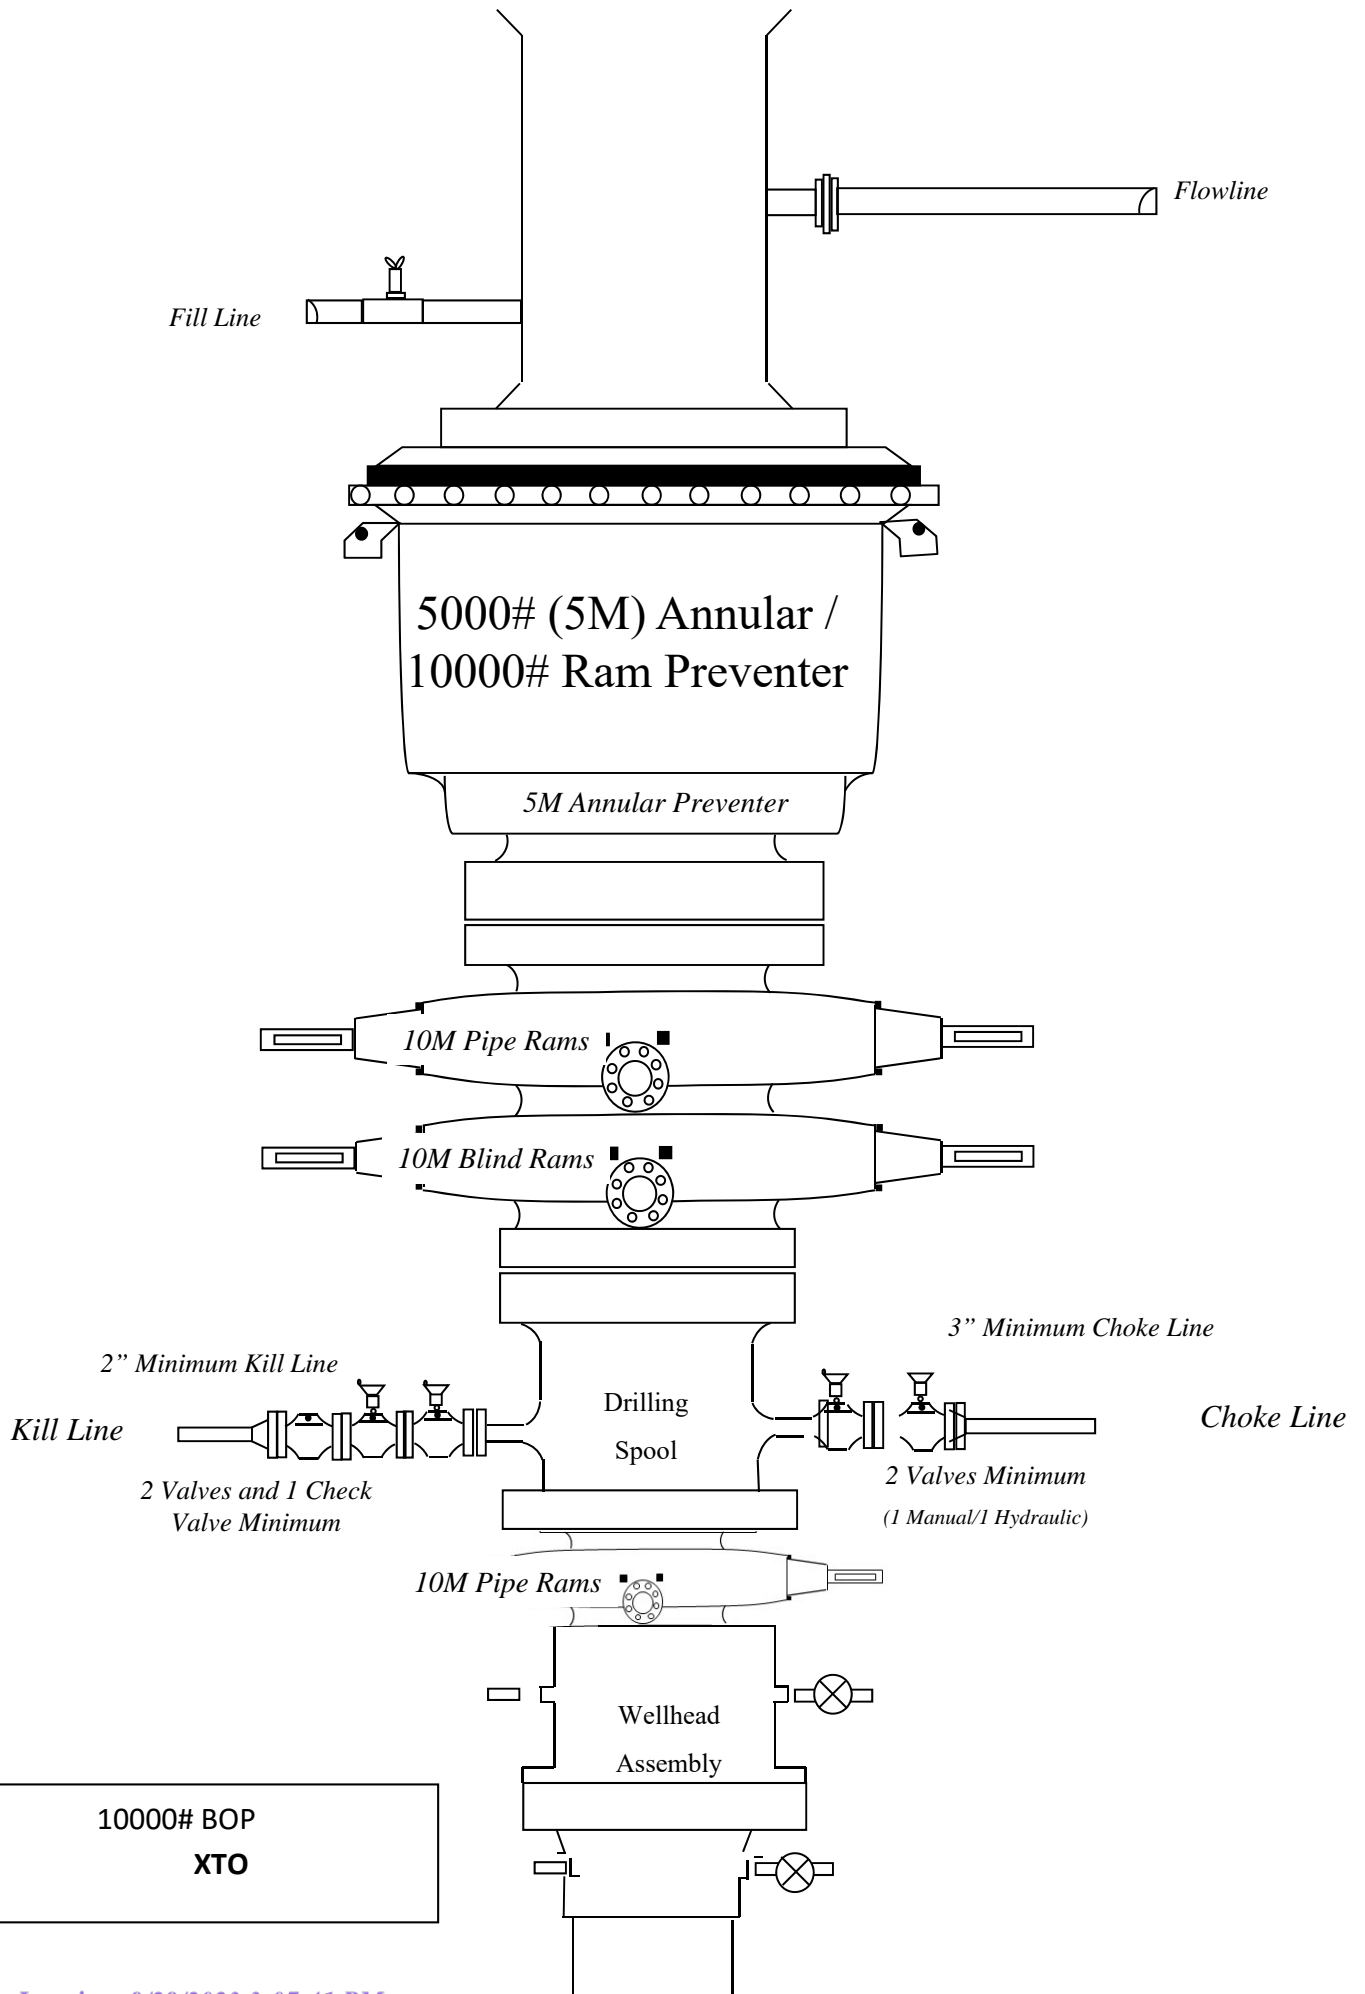 Flowline
Fill Line
5000# (5M) Annular /
10000# Ram Preventer
5M Annular Preventer
10M Pipe Rams
10M Blind Rams
3” Minimum Choke Line
2” Minimum Kill Line
Drilling
Spool
Kill Line
Choke Line
2 Valves and 1 Check
Valve Minimum
2 Valves Minimum
(1 Manual/1 Hydraulic)
10M Pipe Rams
Wellhead
Assembly
10000# BOP
XTO